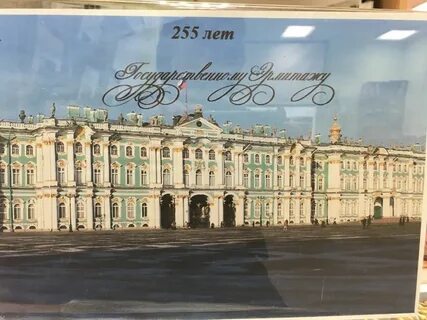 255 лет
Государственному Эрмитажу